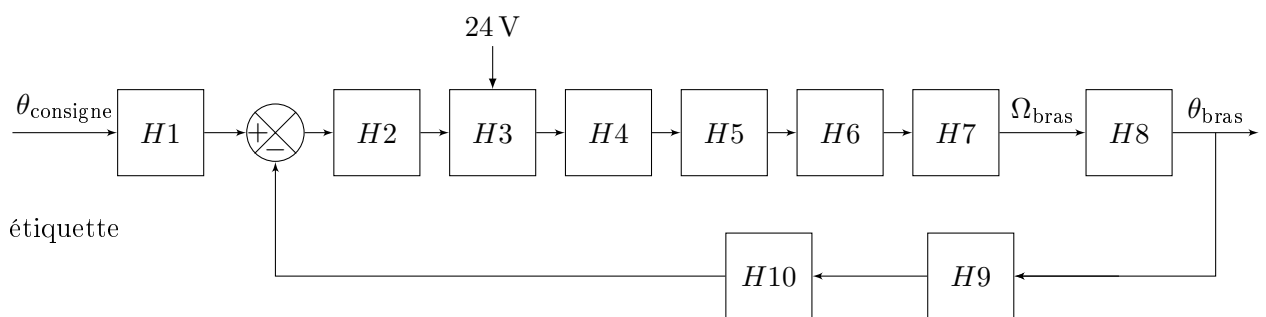 24 V
θconsigne H1 + − H2 H3 H4 H5 H6 H7 Ωbras H8 θbras
étiquette
H10 H9